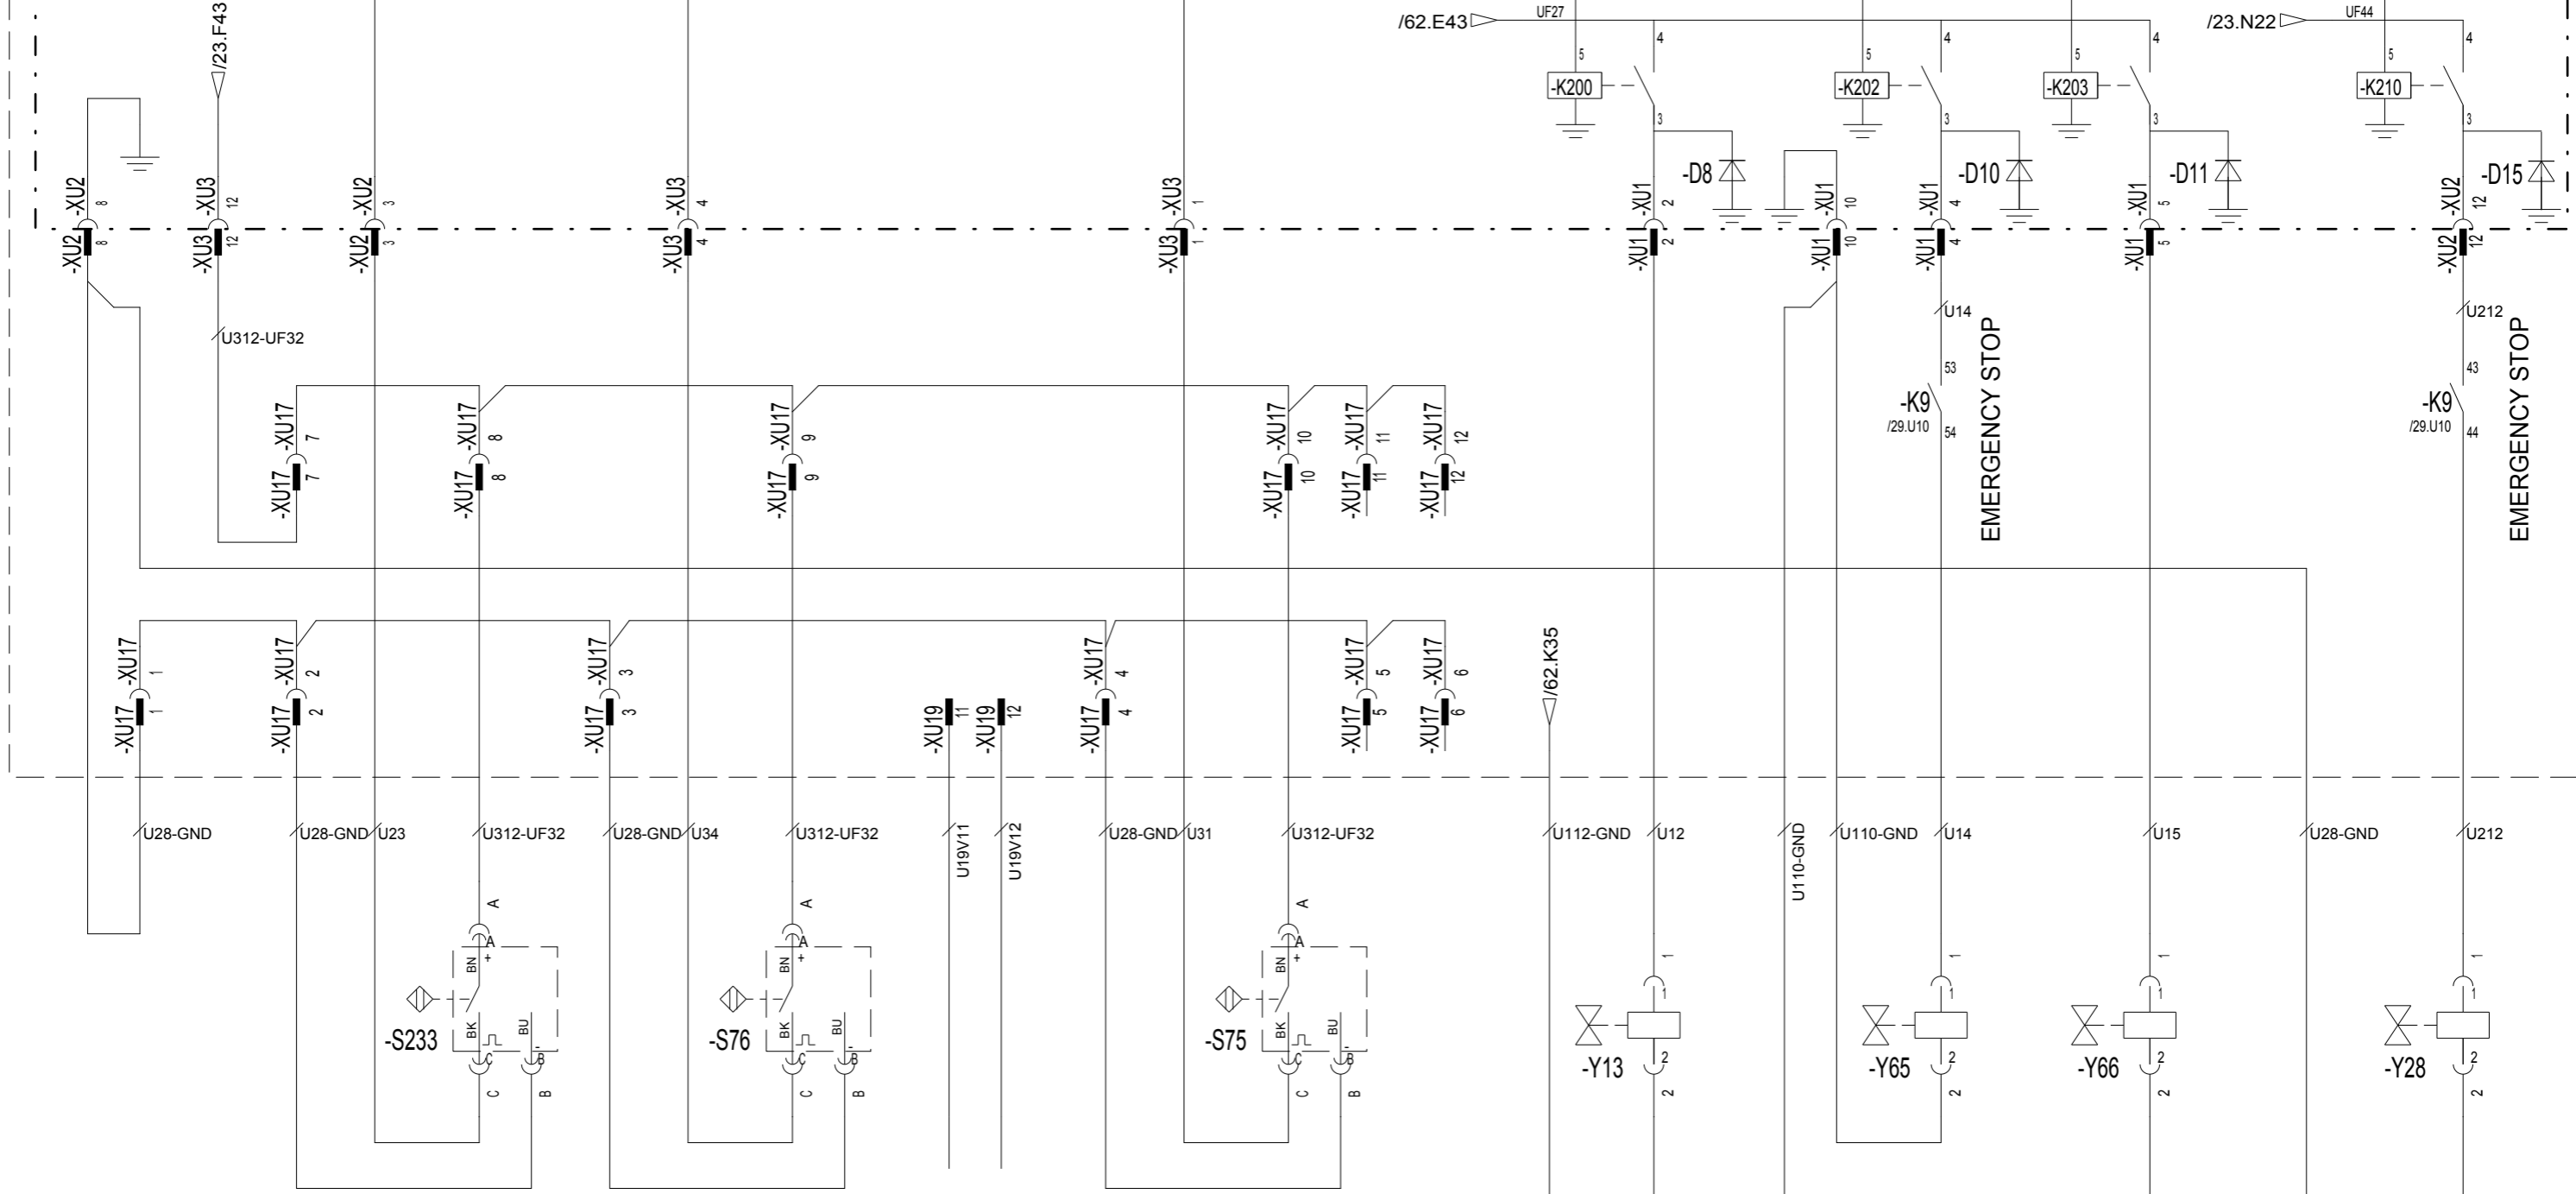 /23.F43
/62.E43
UF27
/23.N22
UF44
5
4
5
4
5
4
5
4
-K200
-K202
-K203
-K210
3
3
3
3
-D8
-D10
-D11
-D15
-XU2
8
-XU3
12
-XU2
3
-XU3
4
-XU3
1
-XU1
2
-XU1
10
-XU1
4
-XU1
5
-XU2
12
-XU2
8
-XU3
12
-XU2
3
-XU3
4
-XU3
1
-XU1
2
-XU1
10
-XU1
4
-XU1
5
-XU2
12
U312-UF32
U14
U212
EMERGENCY STOP
EMERGENCY STOP
53
-K9
/29.U10
54
43
-K9
/29.U10
44
-XU17
7
-XU17
8
-XU17
9
-XU17
10
-XU17
11
-XU17
12
-XU17
7
-XU17
8
-XU17
9
-XU17
10
-XU17
11
-XU17
12
/62.K35
-XU17
1
-XU17
2
-XU17
3
-XU17
4
-XU17
5
-XU17
6
-XU17
1
-XU17
2
-XU17
3
-XU19
11
-XU19
12
-XU17
4
-XU17
5
-XU17
6
U28-GND
U28-GND
U23
U312-UF32
U28-GND
U34
U312-UF32
U19V11
U19V12
U28-GND
U31
U312-UF32
U112-GND
U12
U110-GND
U110-GND
U14
U15
U28-GND
U212
A
A
A
A
A
A
BN
+
BN
+
BN
+
1
1
1
1
1
1
1
1
-S233
BK
BU
-
-S76
BK
BU
-
-S75
BK
BU
-
C
B
C
B
C
B
-Y13
2
-Y65
2
-Y66
2
-Y28
2
C
B
C
B
C
B
2
2
2
2